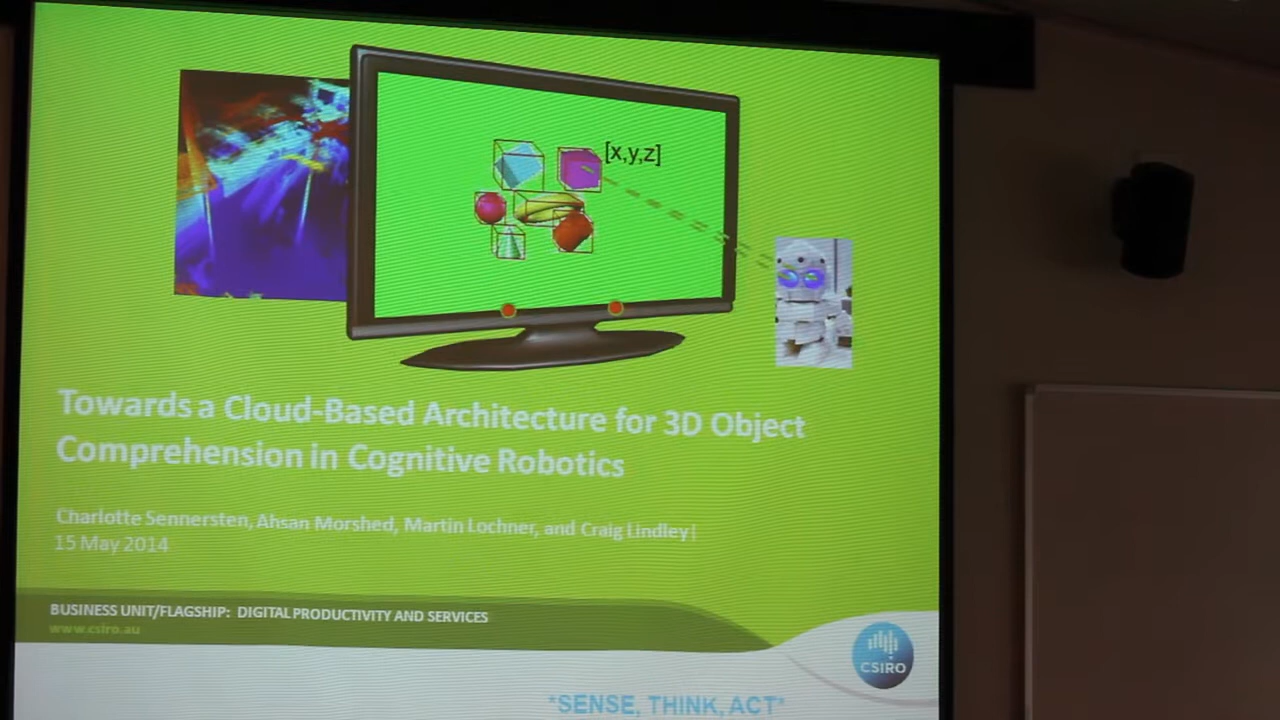 [x,y,z]
Towards a Cloud-Based Architecture for 3D Object
Comprehension in Cognitive Robotics
Charlotte Sennersten, Ahsan Morshed, Martin Lochner, and Craig Lindley|
15 May 2014
BUSINESS UNIT/FLAGSHIP: DIGITAL PRODUCTIVITY AND SERVICES
www.csiro.au
CSIRO
*SENSE, THINK, ACT*